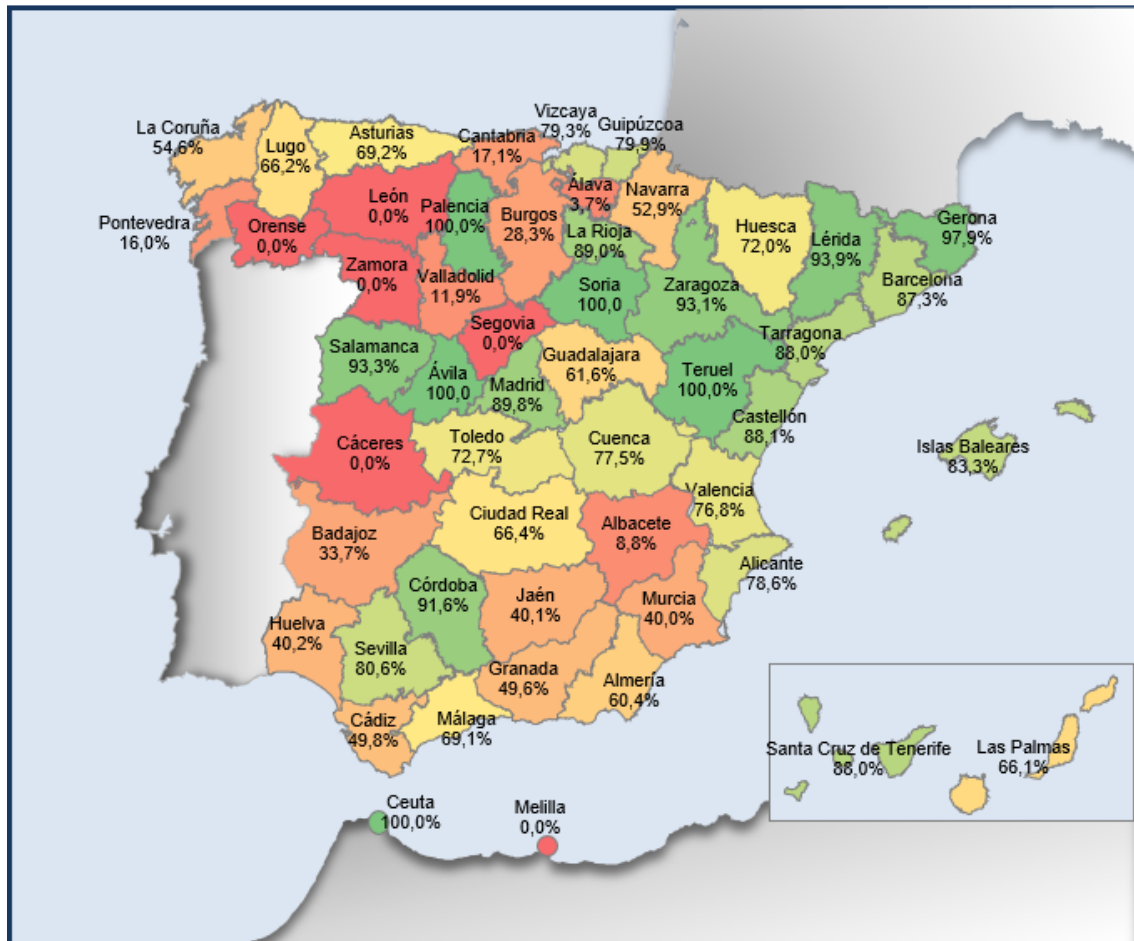 Vizcaya
79,3%
Guipúzcoa
79,9%
La Coruña
54,6%
Lugo
66,2%
Asturias
69,2%
Cantabria
17,1%
Álava
3,7%
Navarra
52,9%
Pontevedra
16,0%
Orense
0,0%
León
0,0%
Palencia
100,0%
Burgos
28,3%
La Rioja
89,0%
Huesca
72,0%
Lérida
93,9%
Gerona
97,9%
Barcelona
87,3%
Zamora
0,0%
Valladolid
11,9%
Soria
100,0
Zaragoza
93,1%
Tarragona
88,0%
Segovia
0,0%
Salamanca
93,3%
Ávila
100,0
Madrid
89,8%
Guadalajara
61,6%
Teruel
100,0%
Castellón
88,1%
Cáceres
0,0%
Toledo
72,7%
Cuenca
77,5%
Islas Baleares
83,3%
Valencia
76,8%
Badajoz
33,7%
Ciudad Real
66,4%
Albacete
8,8%
Alicante
78,6%
Córdoba
91,6%
Jaén
40,1%
Murcia
40,0%
Huelva
40,2%
Sevilla
80,6%
Granada
49,6%
Almería
60,4%
Cádiz
49,8%
Málaga
69,1%
Santa Cruz de Tenerife
88,0%
Las Palmas
66,1%
Ceuta
100,0%
Melilla
0,0%